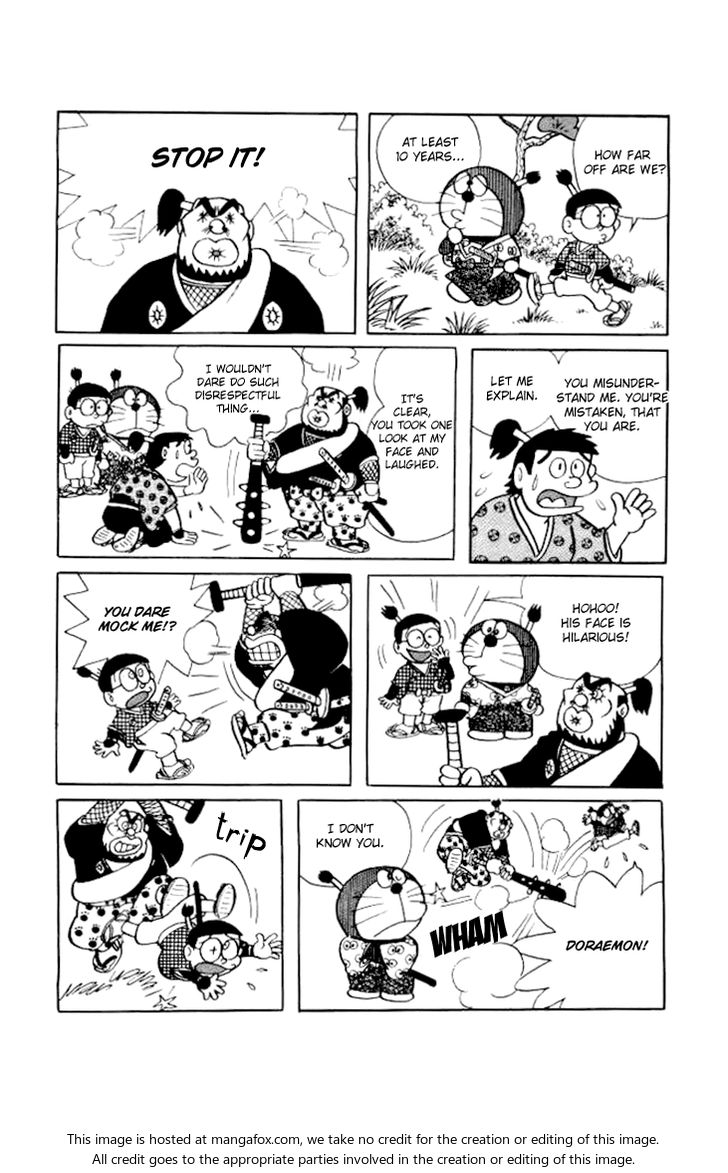 HOW FAR
OFF ARE WE?
AT LEAST
10 YEARS...
STOP IT!
YOU MISUNDER-
STAND ME. YOU'RE
MISTAKEN, THAT
YOU ARE.
LET ME
EXPLAIN.
IT'S
CLEAR,
YOU TOOK ONE
LOOK AT MY
FACE AND
LAUGHED.
I WOULDN'T
DARE DO SUCH
DISRESPECTFUL
THING...
HOHOO!
HIS FACE IS
HILARIOUS!
YOU DARE
MOCK ME!?
DORAEMON!
WHAM
I DON'T
KNOW YOU.
trip
This image is hosted at mangafox.com, we take no credit for the creation or editing of this image.
All credit goes to the appropriate parties involved in the creation or editing of this image.